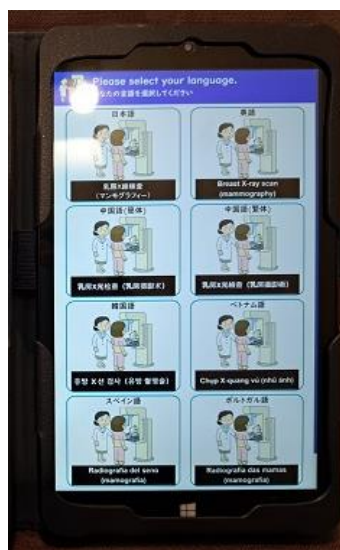 Please select your language.
あなたの言語を選択してください
日本語
英語
乳房X線検査
(マンモグラフィー)
Breast X-ray scan
(mammography)
中国語(簡体)
中国語(繁体)
乳房X光检查 (乳房摄影术)
乳房X光檢查 (乳房攝影術)
韓国語
ベトナム語
유방 X선 검사 (유방 촬영술)
Chụp X-quang vú (nhũ ảnh)
スペイン語
ポルトガル語
Radiografía del seno
(mamografía)
Radiografia das mamas
(mamografia)